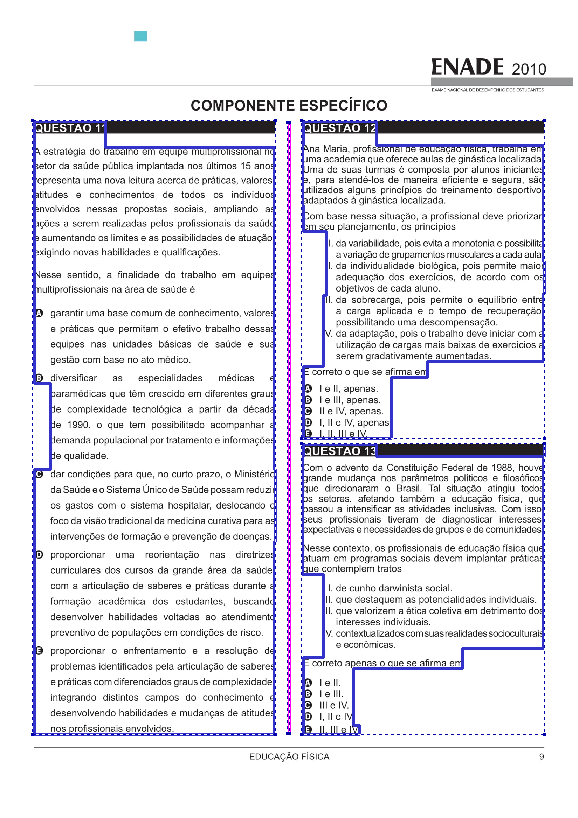 ENADE 2010
EXAME NACIONAL DE DESEMPENHO DOS ESTUDANTES
COMPONENTE ESPECÍFICO
QUESTÃO 11
A estratégia do trabalho em equipe multiprofissional no
setor da saúde pública implantada nos últimos 15 anos
representa uma nova leitura acerca de práticas, valores,
atitudes e conhecimentos de todos os indivíduos
envolvidos nessas propostas sociais, ampliando as
ações a serem realizadas pelos profissionais da saúde
e aumentando os limites e as possibilidades de atuação,
exigindo novas habilidades e qualificações.
Nesse sentido, a finalidade do trabalho em equipes
multiprofissionais na área de saúde é
A garantir uma base comum de conhecimento, valores
e práticas que permitam o efetivo trabalho dessas
equipes nas unidades básicas de saúde e sua
gestão com base no ato médico.
B diversificar as especialidades médicas e
paramédicas que têm crescido em diferentes graus
de complexidade tecnológica a partir da década
de 1990, o que tem possibilitado acompanhar a
demanda populacional por tratamento e informações
de qualidade.
C dar condições para que, no curto prazo, o Ministério
da Saúde e o Sistema Único de Saúde possam reduzir
os gastos com o sistema hospitalar, deslocando o
foco da visão tradicional da medicina curativa para as
intervenções de formação e prevenção de doenças.
D proporcionar uma reorientação nas diretrizes
curriculares dos cursos da grande área da saúde,
com a articulação de saberes e práticas durante a
formação acadêmica dos estudantes, buscando
desenvolver habilidades voltadas ao atendimento
preventivo de populações em condições de risco.
E proporcionar o enfrentamento e a resolução de
problemas identificados pela articulação de saberes
e práticas com diferenciados graus de complexidade,
integrando distintos campos do conhecimento e
desenvolvendo habilidades e mudanças de atitudes
nos profissionais envolvidos.
QUESTÃO 12
Ana Maria, profissional de educação física, trabalha em
uma academia que oferece aulas de ginástica localizada.
Uma de suas turmas é composta por alunos iniciantes
e, para atendê-los de maneira eficiente e segura, são
utilizados alguns princípios do treinamento desportivo
adaptados à ginástica localizada.
Com base nessa situação, a profissional deve priorizar,
em seu planejamento, os princípios
I. da variabilidade, pois evita a monotonia e possibilita
a variação de grupamentos musculares a cada aula.
II. da individualidade biológica, pois permite maior
adequação dos exercícios, de acordo com os
objetivos de cada aluno.
III. da sobrecarga, pois permite o equilíbrio entre
a carga aplicada e o tempo de recuperação,
possibilitando uma descompensação.
IV. da adaptação, pois o trabalho deve iniciar com a
utilização de cargas mais baixas de exercícios a
serem gradativamente aumentadas.
É correto o que se afirma em
A I e II, apenas.
B I e III, apenas.
C II e IV, apenas.
D I, II e IV, apenas.
E I, II, III e IV.
QUESTÃO 13
Com o advento da Constituição Federal de 1988, houve
grande mudança nos parâmetros políticos e filosóficos
que direcionaram o Brasil. Tal situação atingiu todos
os setores, afetando também a educação física, que
passou a intensificar as atividades inclusivas. Com isso,
seus profissionais tiveram de diagnosticar interesses,
expectativas e necessidades de grupos e de comunidades.
Nesse contexto, os profissionais de educação física que
atuam em programas sociais devem implantar práticas
que contemplem tratos
I. de cunho darwinista social.
II. que destaquem as potencialidades individuais.
III. que valorizem a ética coletiva em detrimento dos
interesses individuais.
IV. contextualizados com suas realidades socioculturais
e econômicas.
É correto apenas o que se afirma em
A I e II.
B I e III.
C III e IV.
D I, II e IV.
E II, III e IV.
EDUCAÇÃO FÍSICA
9